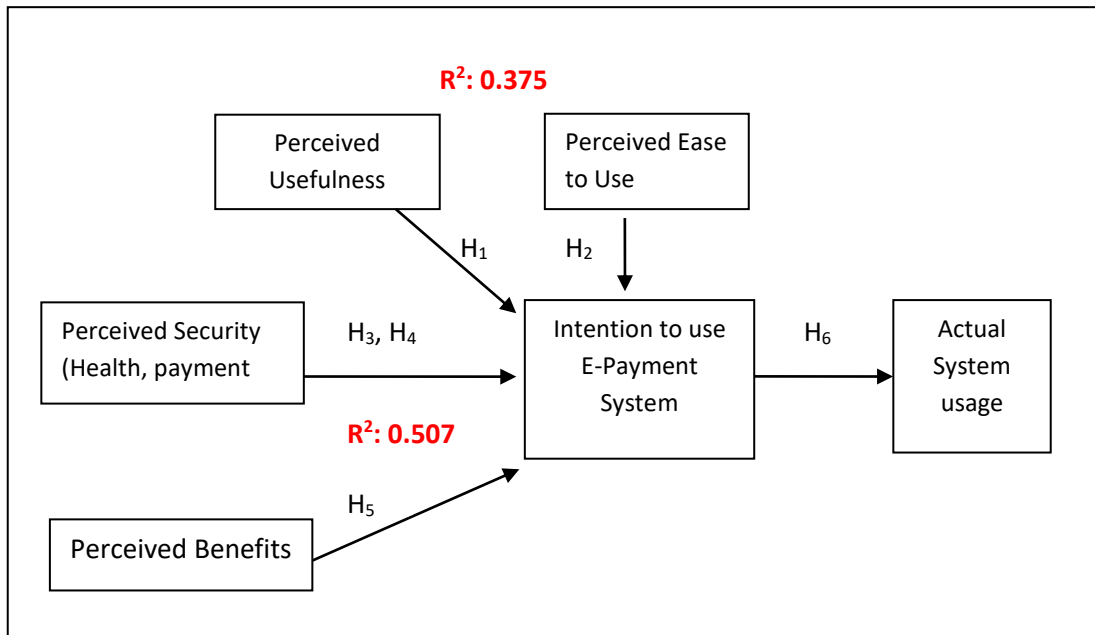 R²: 0.375
Perceived
Usefulness
Perceived Ease
to Use
H₁
H₂
Perceived Security
(Health, payment
H₃, H₄
Intention to use
E-Payment
System
H₆
Actual
System
usage
R²: 0.507
H₅
Perceived Benefits